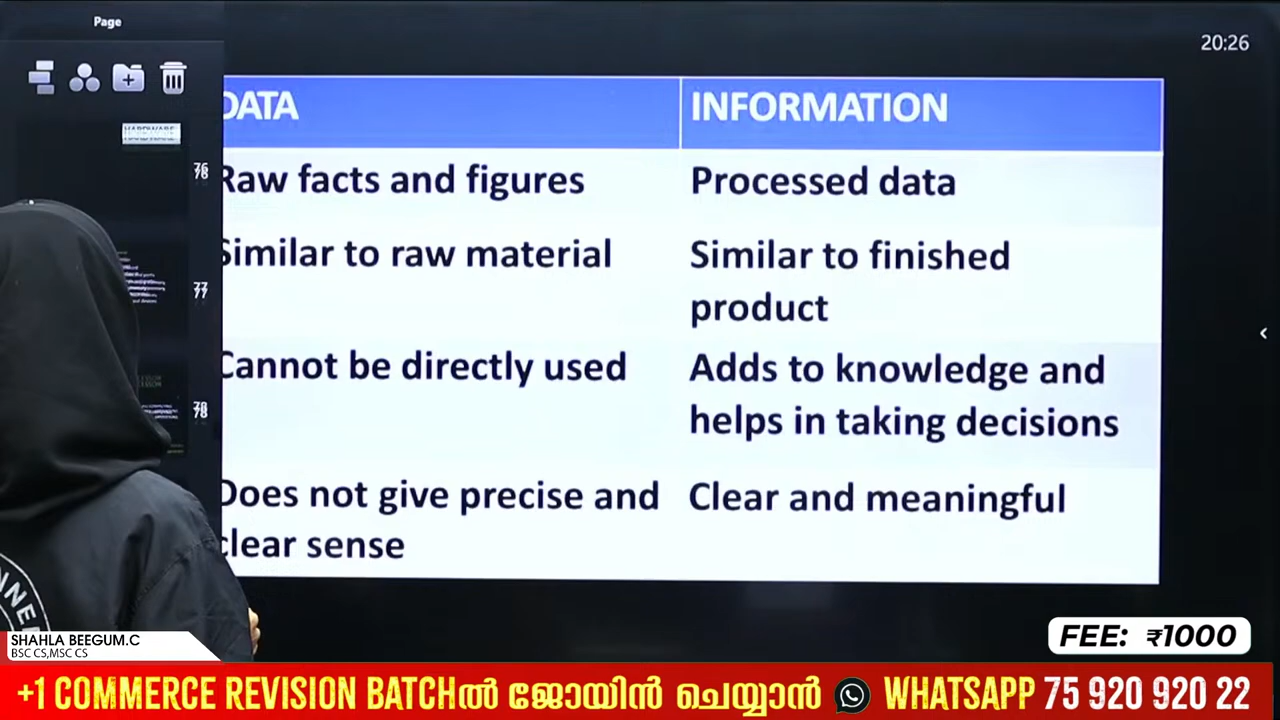 Page
20:26
DATA
INFORMATION
Raw facts and figures
Processed data
Similar to raw material
Similar to finished
product
Cannot be directly used
Adds to knowledge and
helps in taking decisions
Does not give precise and
clear sense
Clear and meaningful
HARDWARE
76
77
78
FEE: ₹1000
SHAHLA BEEGUM.C
BSC CS,MSC CS
+1 COMMERCE REVISION BATCHൽ ജോയിൻ ചെയ്യാൻ WHATSAPP 75 920 920 22